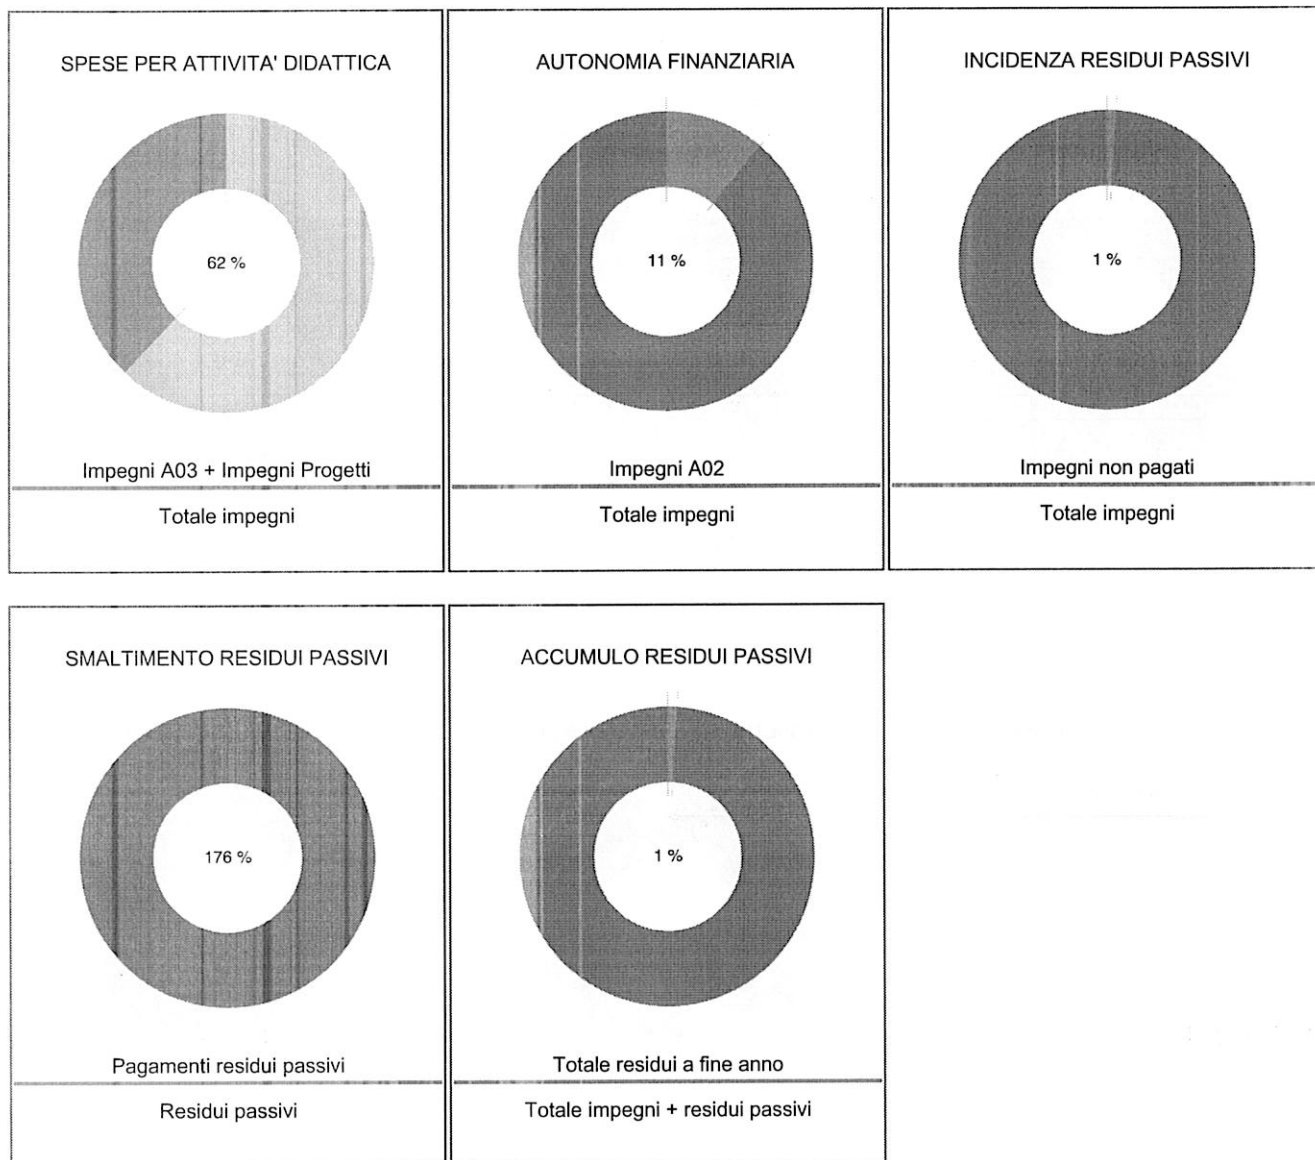 SPESE PER ATTIVITA' DIDATTICA
62 %
Impegni A03 + Impegni Progetti
Totale impegni
AUTONOMIA FINANZIARIA
11 %
Impegni A02
Totale impegni
INCIDENZA RESIDUI PASSIVI
1 %
Impegni non pagati
Totale impegni
SMALTIMENTO RESIDUI PASSIVI
176 %
Pagamenti residui passivi
Residui passivi
ACCUMULO RESIDUI PASSIVI
1 %
Totale residui a fine anno
Totale impegni + residui passivi